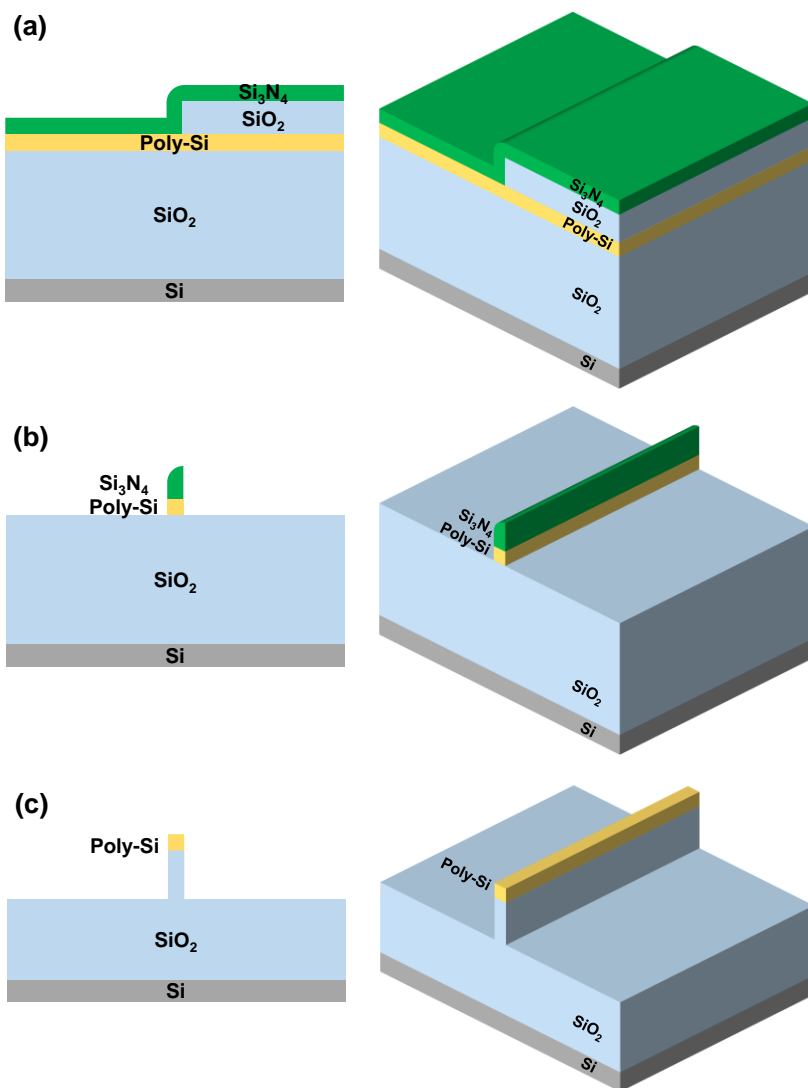 (a)
Si₃N₄
SiO₂
Poly-Si
SiO₂
Si
Si₃N₄
SiO₂
Poly-Si
SiO₂
Si
(b)
Si₃N₄
Poly-Si
SiO₂
Si
Si₃N₄
Poly-Si
SiO₂
Si
(c)
Poly-Si
SiO₂
Si
Poly-Si
SiO₂
Si